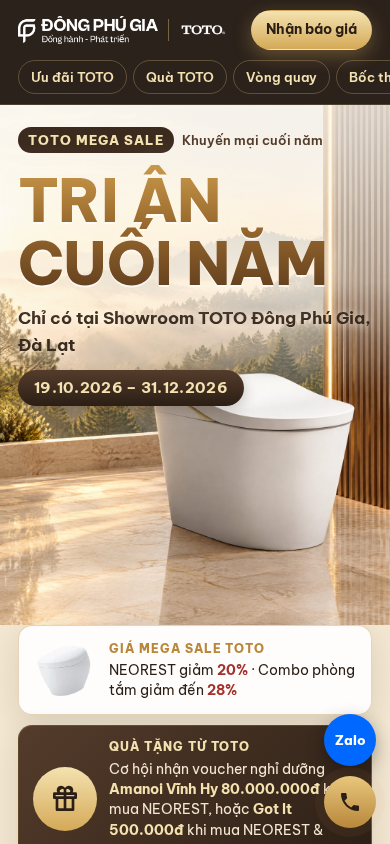 ĐÔNG PHÚ GIA
Đồng hành - Phát triển
TOTO
Nhận báo giá
Ưu đãi TOTO
Quà TOTO
Vòng quay
Bốc th
TOTO MEGA SALE
Khuyến mại cuối năm
TRI ÂN
CUỐI NĂM
Chỉ có tại Showroom TOTO Đông Phú Gia,
Đà Lạt
19.10.2026 – 31.12.2026
GIÁ MEGA SALE TOTO
NEOREST giảm 20% · Combo phòng
tắm giảm đến 28%
QUÀ TẶNG TỪ TOTO
Cơ hội nhận voucher nghỉ dưỡng
Amanoi Vĩnh Hy 80.000.000đ
mua NEOREST, hoặc Got It
500.000đ khi mua NEOREST &
Zalo